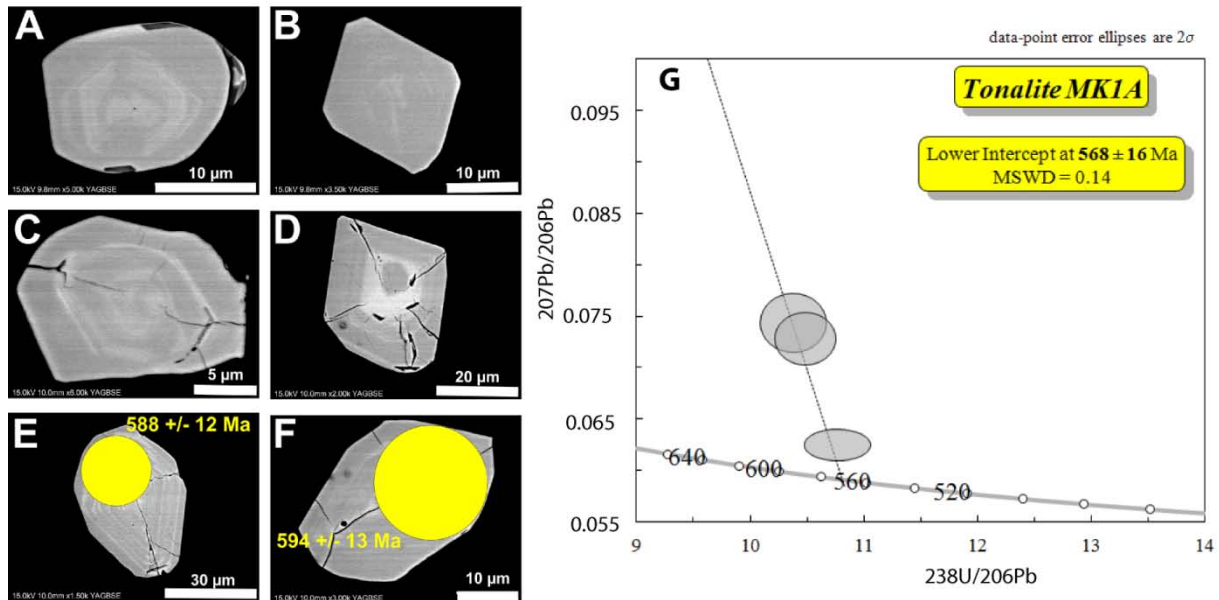 A
10 µm
15.0kV 9.8mm x5.00k YAGBSE
B
10 µm
15.0kV 9.8mm x3.50k YAGBSE
C
5 µm
15.0kV 10.0mm x6.00k YAGBSE
D
20 µm
15.0kV 10.0mm x2.00k YAGBSE
E
588 +/- 12 Ma
30 µm
15.0kV 10.0mm x1.50k YAGBSE
F
594 +/- 13 Ma
10 µm
15.0kV 10.0mm x3.00k YAGBSE
data-point error ellipses are 2σ
G
Tonalite MK1A
Lower Intercept at 568 ± 16 Ma
MSWD = 0.14
207Pb/206Pb
0.095
0.085
0.075
0.065
0.055
640
600
560
520
9
10
11
12
13
14
238U/206Pb